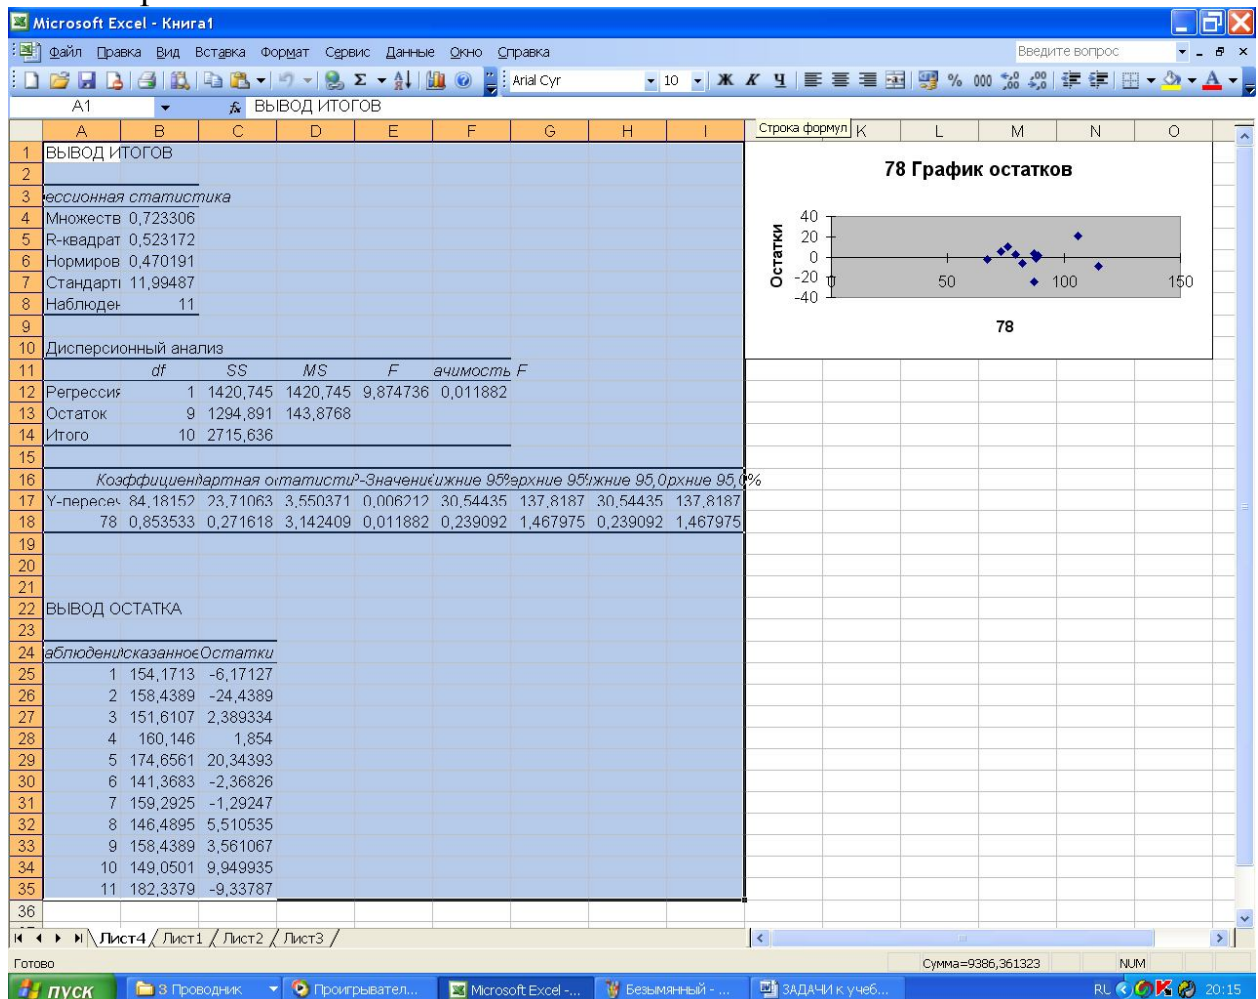 Microsoft Excel - Книга1
Файл Правка Вид Вставка Формат Сервис Данные Окно Справка Введите вопрос
Arial Cyr 10 Ж К Ч % 000
A1 fx ВЫВОД ИТОГОВ
A B C D E F G H I Строка формул K L M N O
1 ВЫВОД ИТОГОВ
2
3 ессионная статистика
4 Множеств 0,723306
5 R-квадрат 0,523172
6 Нормиров 0,470191
7 Стандарт 11,99487
8 Наблюден 11
9
10 Дисперсионный анализ
11 df SS MS F ачимость F
12 Регрессия 1 1420,745 1420,745 9,874736 0,011882
13 Остаток 9 1294,891 143,8768
14 Итого 10 2715,636
15
16 Коэффициен дартная о татисти Р-Значение ижние 95% ерхние 95% ижние 95,0 рхние 95,0%
17 Y-пересеч 84,18152 23,71063 3,550371 0,006212 30,54435 137,8187 30,54435 137,8187
18 78 0,853533 0,271618 3,142409 0,011882 0,239092 1,467975 0,239092 1,467975
19
20
21
22 ВЫВОД ОСТАТКА
23
24 аблюдени сказанное Остатки
25 1 154,1713 -6,17127
26 2 158,4389 -24,4389
27 3 151,6107 2,389334
28 4 160,146 1,854
29 5 174,6561 20,34393
30 6 141,3683 -2,36826
31 7 159,2925 -1,29247
32 8 146,4895 5,510535
33 9 158,4389 3,561067
34 10 149,0501 9,949935
35 11 182,3379 -9,33787
36
78 График остатков
Остатки
40
20
0
-20
-40
0 50 100 150
78
Лист4 Лист1 Лист2 Лист3
Готово Сумма=9386,361323 NUM
пуск 3 Проводник Проигрывател... Microsoft Excel -... Безымянный - ... ЗАДАЧИ к учеб... RL 20:15